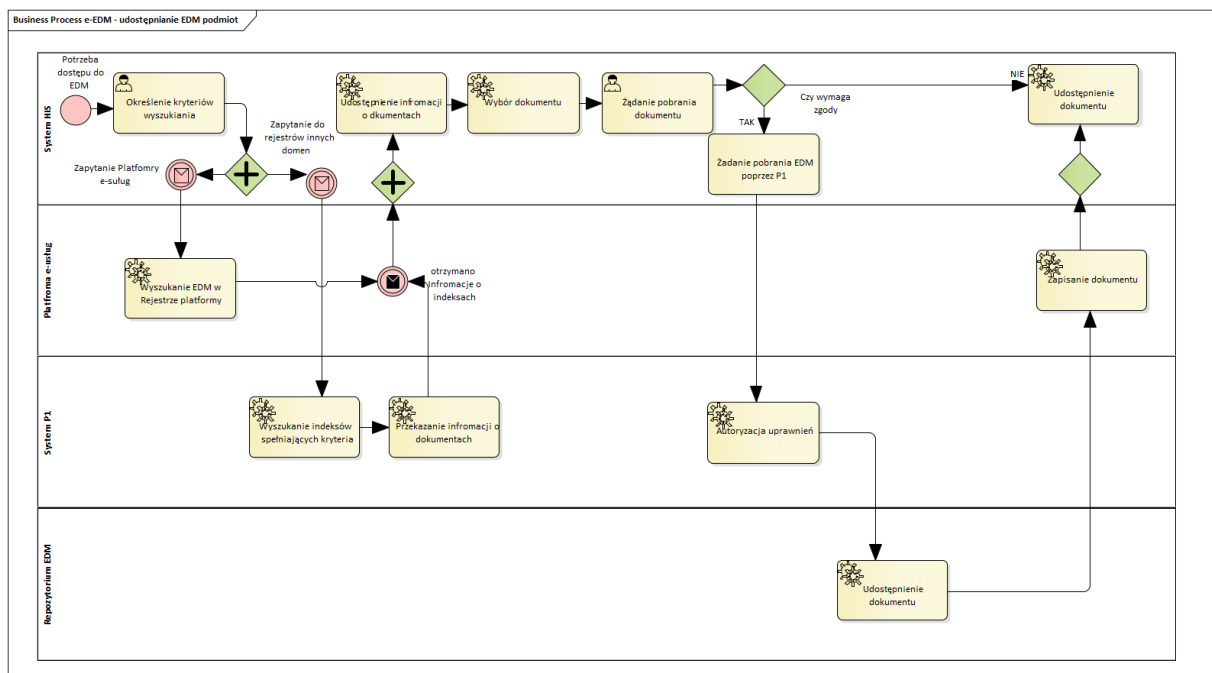 Business Process e-EDM - udostępnianie EDM podmiot
System HIS
Potrzeba
dostępu do
EDM
Określenie kryteriów
wyszukiania
Zapytanie do
rejestrów innych
domen
Zapytanie Platfomry
e-suług
Udostępnienie infromacji
o dkumentach
Wybór dokumentu
Żądanie pobrania
dokumentu
Czy wymaga
zgody
NIE
TAK
Udostępnienie
dokumentu
Żadanie pobrania EDM
poprzez P1
Platfroma e-usług
Wyszukanie EDM w
Rejestrze platformy
otrzymano
Infromacje o
indeksach
Zapisanie dokumentu
System P1
Wyszukanie indeksów
spełniających kryteria
Przekazanie infromacji o
dokumentach
Autoryzacja uprawnień
Repozytorium EDM
Udostępnienie
dokumentu